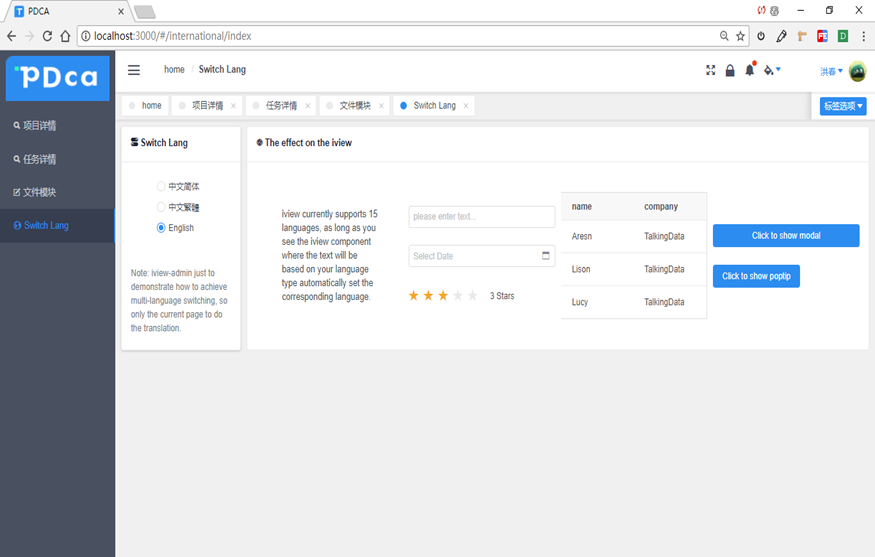 PDCA
localhost:3000/#/international/index
PDca
home / Switch Lang
洪春
home
项目详情
任务详情
文件模块
Switch Lang
标签选项
项目详情
任务详情
文件模块
Switch Lang
Switch Lang
中文简体
中文繁體
English
Note: iview-admin just to
demonstrate how to achieve
multi-language switching, so
only the current page to do
the translation.
The effect on the iview
iview currently supports 15
languages, as long as you
see the iview component
where the text will be
based on your language
type automatically set the
corresponding language.
please enter text...
Select Date
3 Stars
name company
Aresn TalkingData
Lison TalkingData
Lucy TalkingData
Click to show modal
Click to show poptip